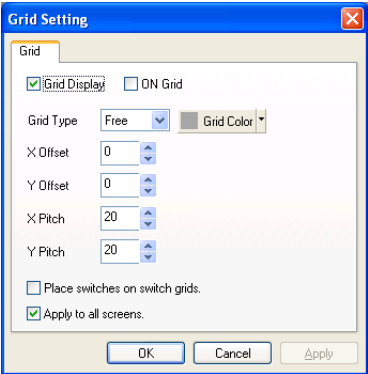 Grid Setting
Grid
Grid Display ON Grid
Grid Type Free Grid Color
X Offset 0
Y Offset 0
X Pitch 20
Y Pitch 20
Place switches on switch grids.
Apply to all screens.
OK Cancel Apply